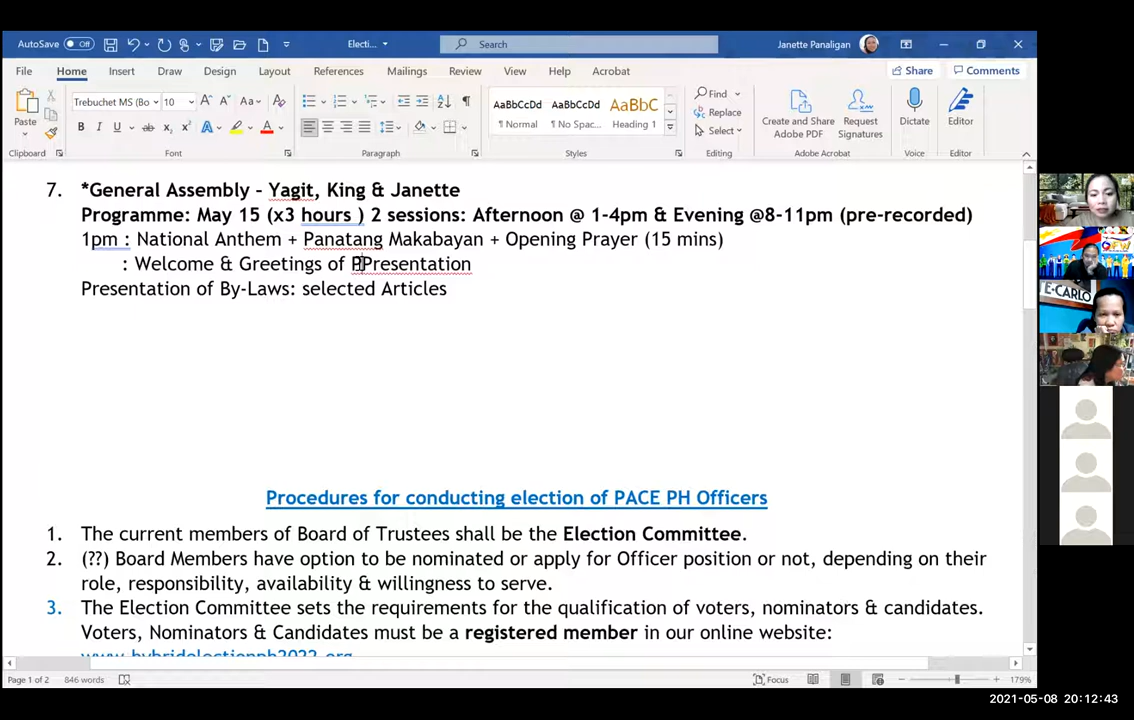 AutoSave Off Electi... Search Janette Panaligan
File Home Insert Draw Design Layout References Mailings Review View Help Acrobat Share Comments
Paste
Clipboard
Trebuchet MS (Bo 10 Aa
B I U ab x2 x2 A A
Font
Paragraph
AaBbCcDd AaBbCcDd AaBbC
¶ Normal ¶ No Spac... Heading 1
Styles
Find
Replace
Select
Editing
Create and Share Adobe PDF
Request Signatures
Adobe Acrobat
Dictate
Voice
Editor
Editor
7. *General Assembly - Yagit, King & Janette
Programme: May 15 (x3 hours ) 2 sessions: Afternoon @ 1-4pm & Evening @8-11pm (pre-recorded)
1pm : National Anthem + Panatang Makabayan + Opening Prayer (15 mins)
: Welcome & Greetings of PPresentation
Presentation of By-Laws: selected Articles
Procedures for conducting election of PACE PH Officers
1. The current members of Board of Trustees shall be the Election Committee.
2. (??) Board Members have option to be nominated or apply for Officer position or not, depending on their
role, responsibility, availability & willingness to serve.
3. The Election Committee sets the requirements for the qualification of voters, nominators & candidates.
Voters, Nominators & Candidates must be a registered member in our online website:
www.hybridelectionph2022.org
Page 1 of 2 846 words Focus 179%
E-CARLO
2021-05-08 20:12:43